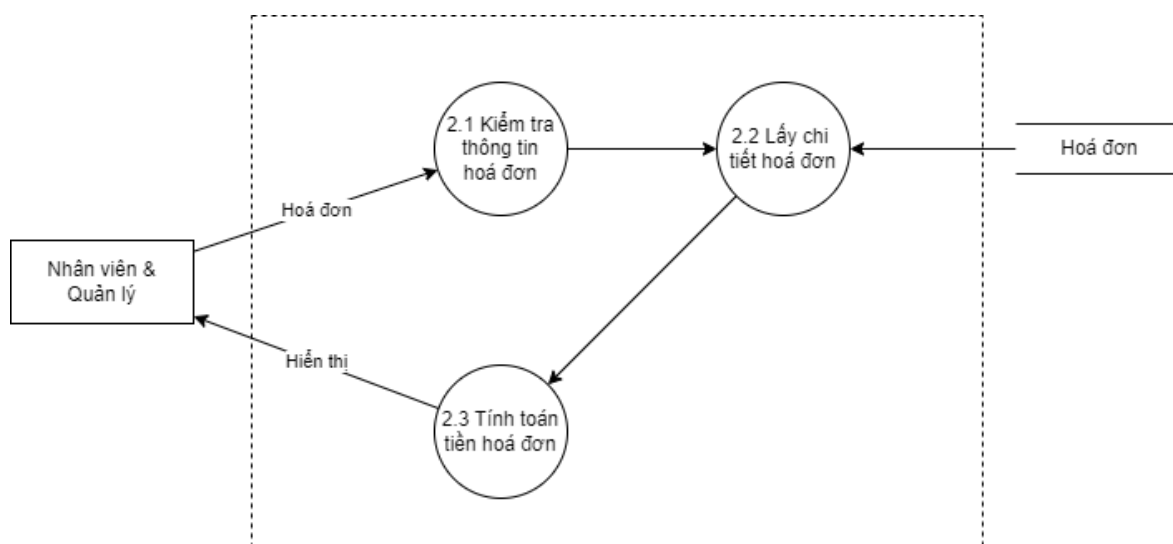 2.1 Kiểm tra
thông tin
hoá đơn
2.2 Lấy chi
tiết hoá đơn
Hoá đơn
Hoá đơn
Nhân viên &
Quản lý
Hiển thị
2.3 Tính toán
tiền hoá đơn